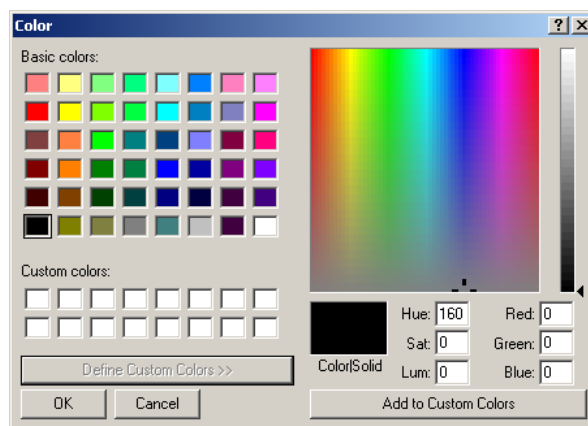 Color
Basic colors:
Custom colors:
Define Custom Colors >>
OK Cancel
Color|Solid
Hue: 160 Red: 0
Sat: 0 Green: 0
Lum: 0 Blue: 0
Add to Custom Colors